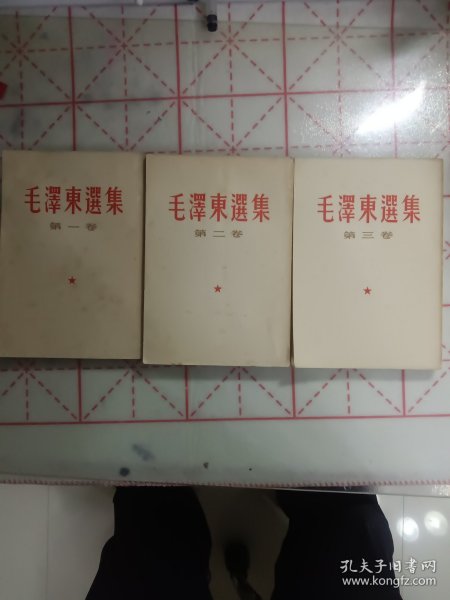 毛澤東選集
第一卷
毛澤東選集
第二卷
毛澤東選集
第三卷
孔夫子旧书网
www.kongfz.com